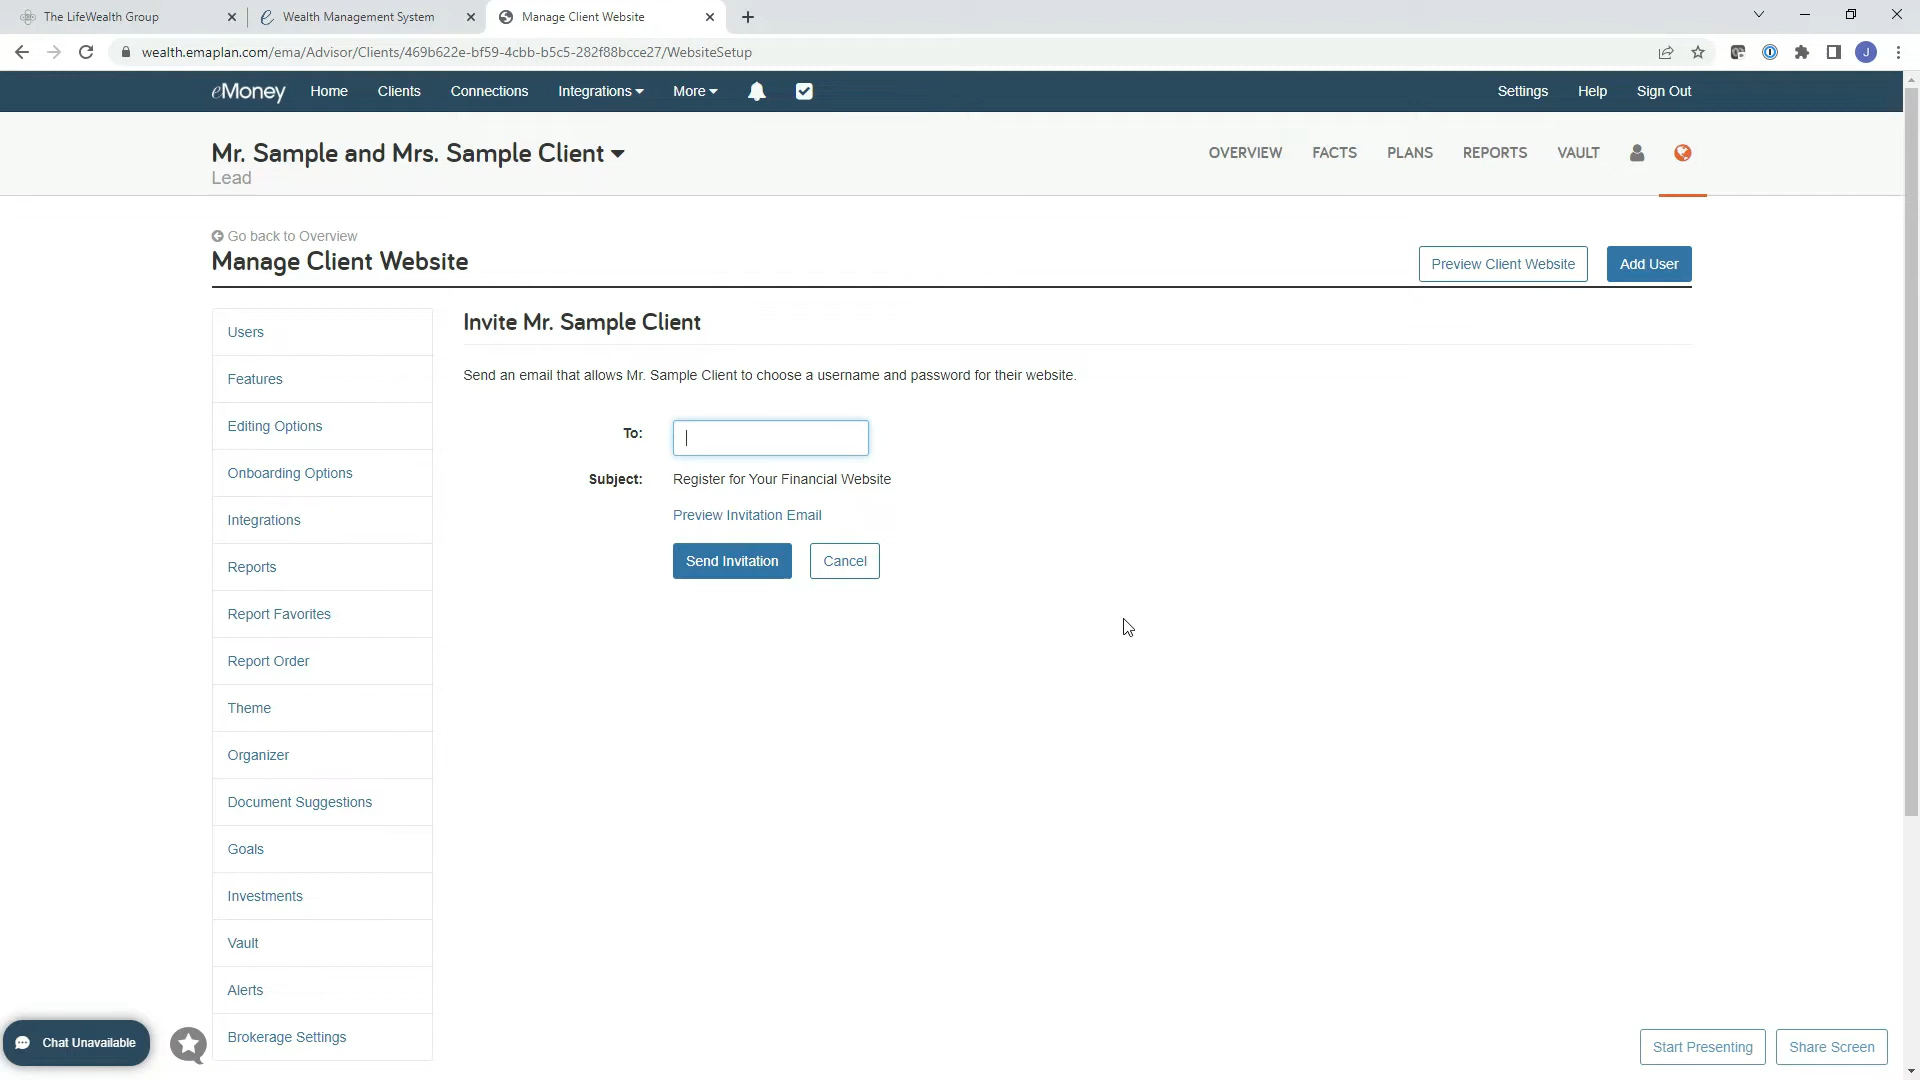 The LifeWealth Group
Wealth Management System
Manage Client Website
wealth.emaplan.com/ema/Advisor/Clients/469b622e-bf59-4cbb-b5c5-282f88bcce27/WebsiteSetup
J
eMoney Home Clients Connections Integrations More Settings Help Sign Out
Mr. Sample and Mrs. Sample Client
Lead
OVERVIEW FACTS PLANS REPORTS VAULT
Go back to Overview
Manage Client Website
Preview Client Website Add User
Users
Features
Editing Options
Onboarding Options
Integrations
Reports
Report Favorites
Report Order
Theme
Organizer
Document Suggestions
Goals
Investments
Vault
Alerts
Brokerage Settings
Invite Mr. Sample Client
Send an email that allows Mr. Sample Client to choose a username and password for their website.
To:
Subject: Register for Your Financial Website
Preview Invitation Email
Send Invitation Cancel
Chat Unavailable
Start Presenting Share Screen